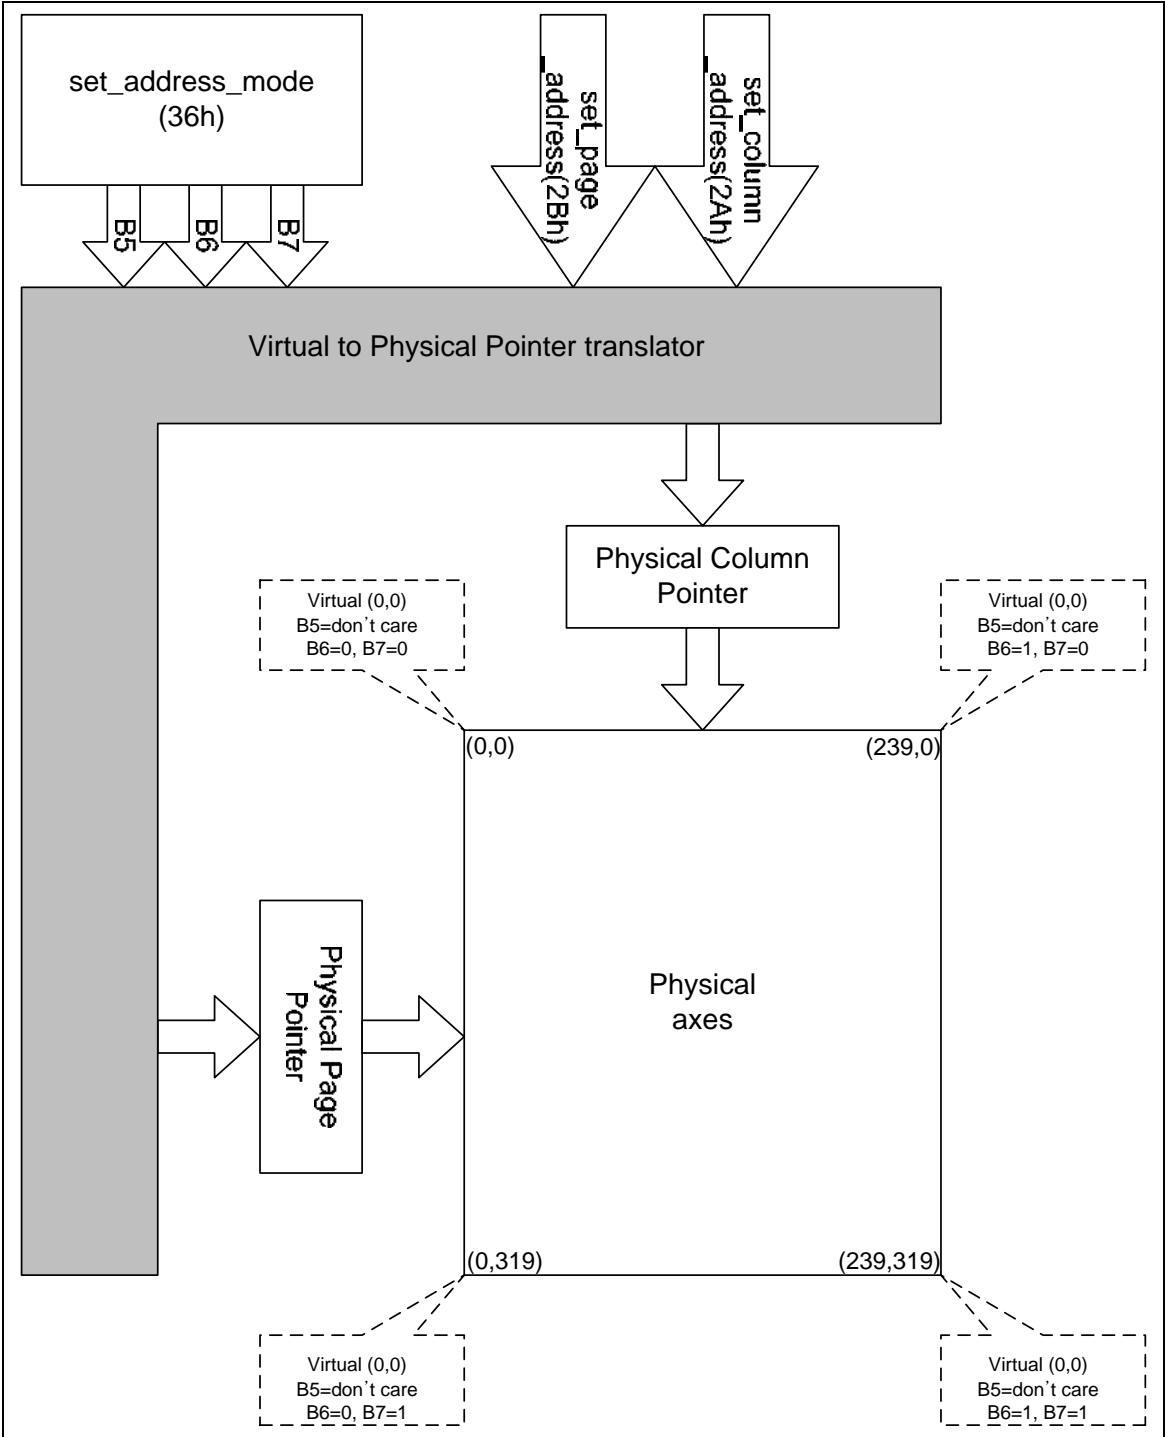 set_address_mode
(36h)
set_page
_address(2Bh)
set_column
_address(2Ah)
B5
B6
B7
Virtual to Physical Pointer translator
Physical Column
Pointer
Virtual (0,0)
B5=don’t care
B6=0, B7=0
Virtual (0,0)
B5=don’t care
B6=1, B7=0
(0,0)
(239,0)
Physical Page
Pointer
Physical
axes
(0,319)
(239,319)
Virtual (0,0)
B5=don’t care
B6=0, B7=1
Virtual (0,0)
B5=don’t care
B6=1, B7=1